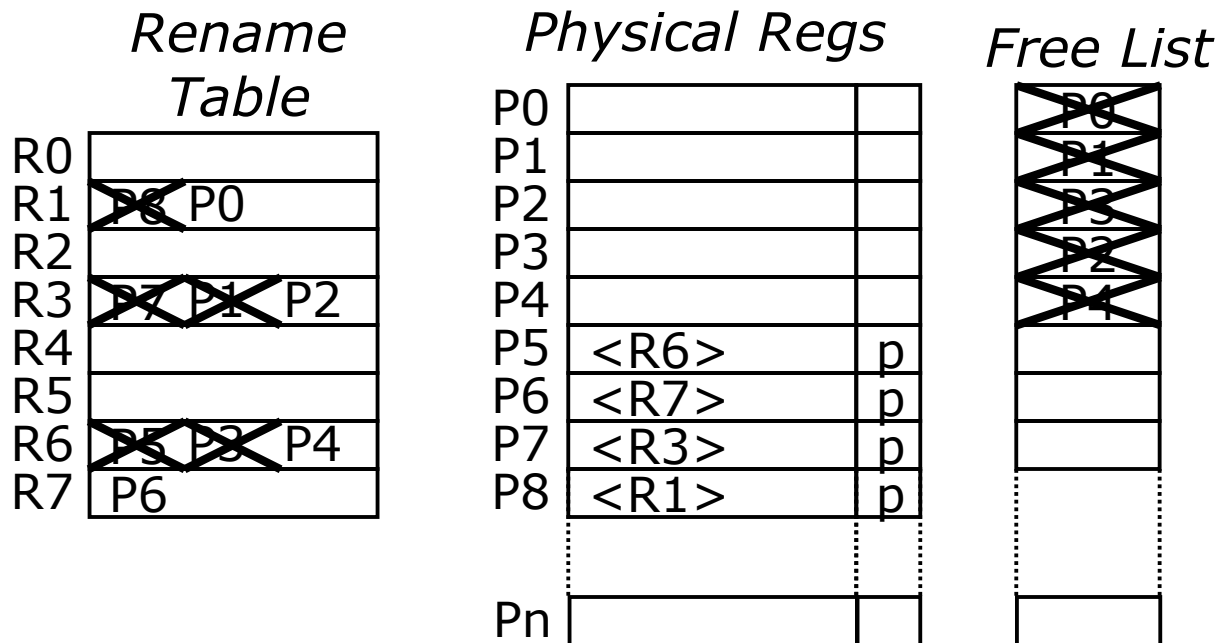 Rename
Table
Physical Regs
Free List
R0
R1 P8 P0
R2
R3 P7 P1 P2
R4
R5
R6 P5 P3 P4
R7 P6
P0
P1
P2
P3
P4
P5 <R6> p
P6 <R7> p
P7 <R3> p
P8 <R1> p
Pn
P0
P1
P3
P2
P4